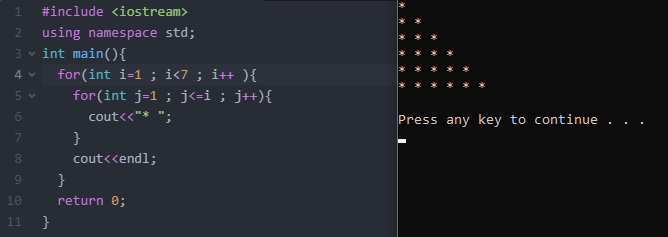 1 #include <iostream>
2 using namespace std;
3 int main(){
4 for(int i=1 ; i<7 ; i++ ){
5 for(int j=1 ; j<=i ; j++){
6 cout<<"* ";
7 }
8 cout<<endl;
9 }
10 return 0;
11 }
*
* *
* * *
* * * *
* * * * *
* * * * * *
Press any key to continue . . .